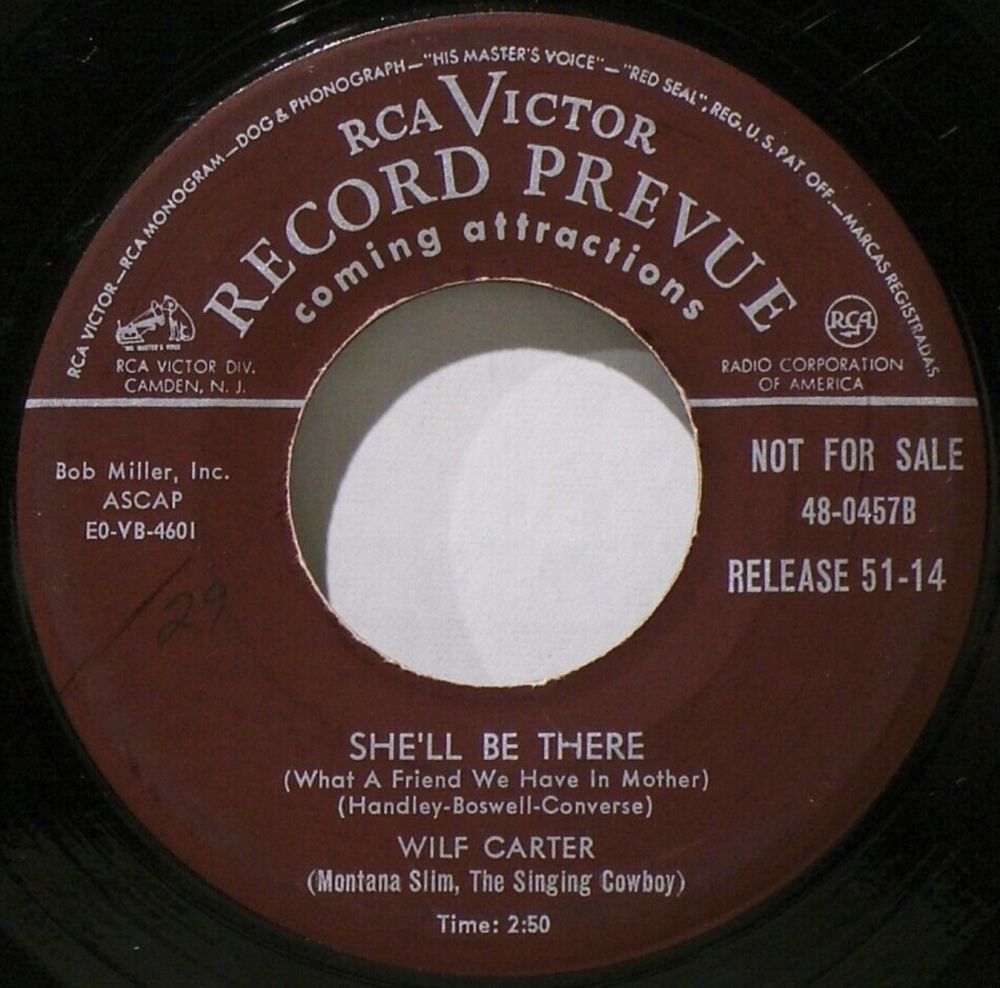 RCA VICTOR—RCA MONOGRAM—DOG & PHONOGRAPH—"HIS MASTER'S VOICE"—"RED SEAL", REG. U.S. PAT OFF.—MARCAS REGISTRADAS
RCA VICTOR
RECORD PREVUE
coming attractions
"HIS MASTER'S VOICE"
RCA VICTOR DIV.
CAMDEN, N. J.
RCA
RADIO CORPORATION
OF AMERICA
Bob Miller, Inc.
ASCAP
E0-VB-4601
/29
NOT FOR SALE
48-0457B
RELEASE 51-14
SHE'LL BE THERE
(What A Friend We Have In Mother)
(Handley-Boswell-Converse)
WILF CARTER
(Montana Slim, The Singing Cowboy)
Time: 2:50